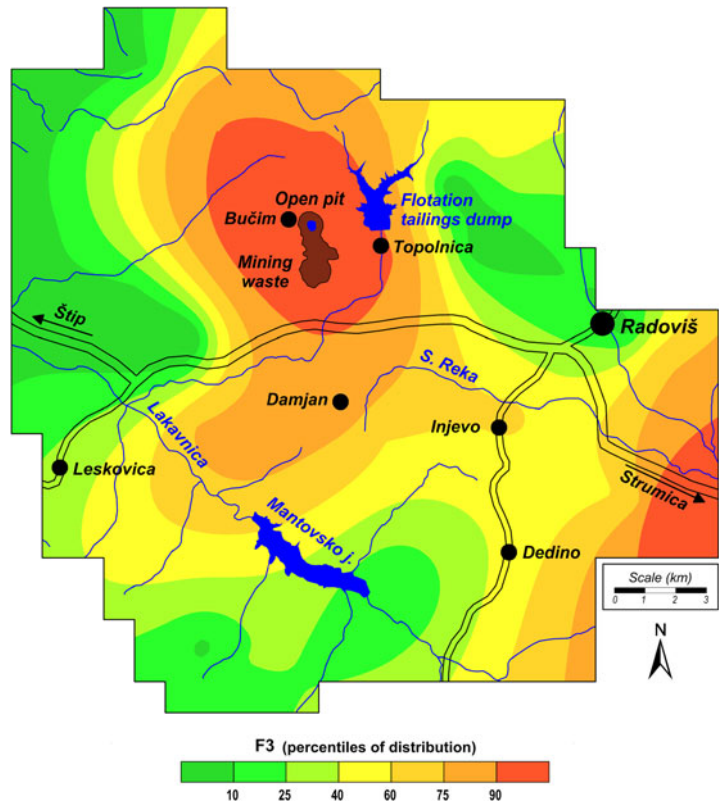 Open pit
Bučim
Flotation
tailings dump
Topolnica
Mining
waste
Štip
Radoviš
S. Reka
Damjan
Injevo
Lakavnica
Leskovica
Strumica
Mantovsko j.
Dedino
Scale (km)
0 1 2 3
N
F3 (percentiles of distribution)
10 25 40 60 75 90